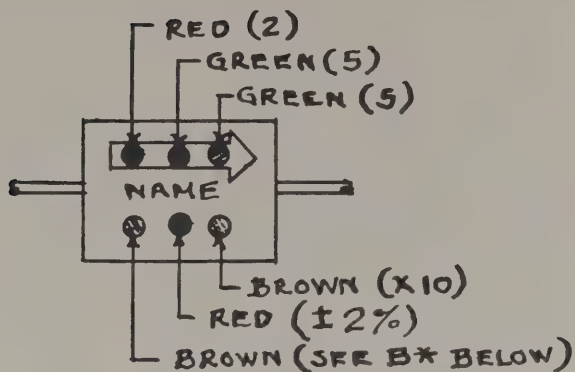 RED (2)
GREEN (5)
GREEN (5)
NAME
BROWN (X10)
RED (±2%)
BROWN (SEE B* BELOW)